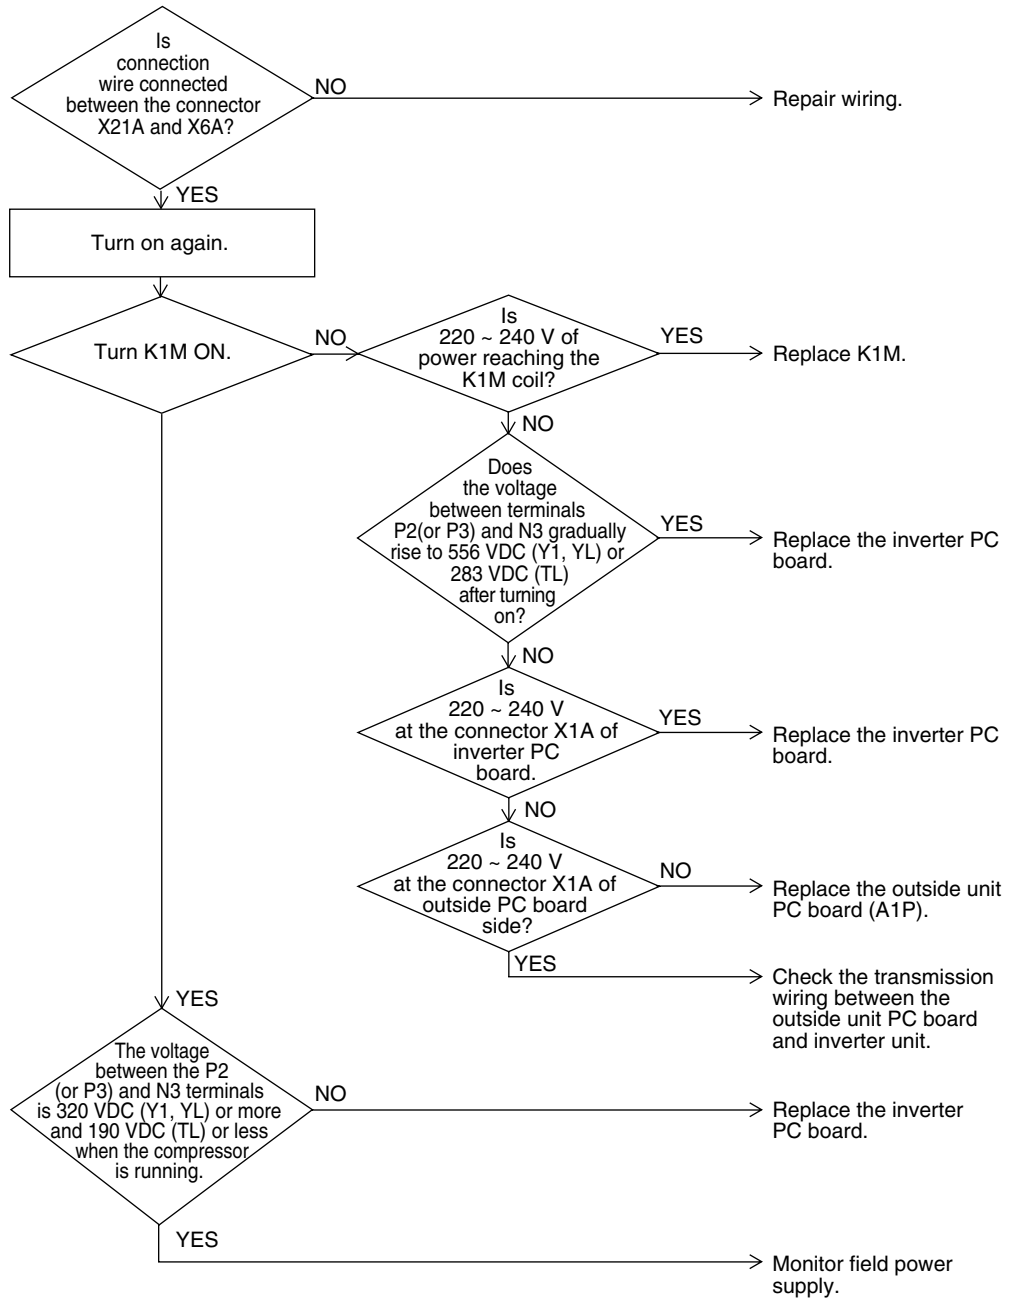 Is
connection
wire connected
between the connector
X21A and X6A?
NO
Repair wiring.
YES
Turn on again.
Turn K1M ON.
NO
Is
220 ~ 240 V of
power reaching the
K1M coil?
YES
Replace K1M.
NO
Does
the voltage
between terminals
P2(or P3) and N3 gradually
rise to 556 VDC (Y1, YL) or
283 VDC (TL)
after turning
on?
YES
Replace the inverter PC
board.
NO
Is
220 ~ 240 V
at the connector X1A of
inverter PC
board.
YES
Replace the inverter PC
board.
NO
Is
220 ~ 240 V
at the connector X1A of
outside PC board
side?
NO
Replace the outside unit
PC board (A1P).
YES
Check the transmission
wiring between the
outside unit PC board
and inverter unit.
YES
The voltage
between the P2
(or P3) and N3 terminals
is 320 VDC (Y1, YL) or more
and 190 VDC (TL) or less
when the compressor
is running.
NO
Replace the inverter
PC board.
YES
Monitor field power
supply.